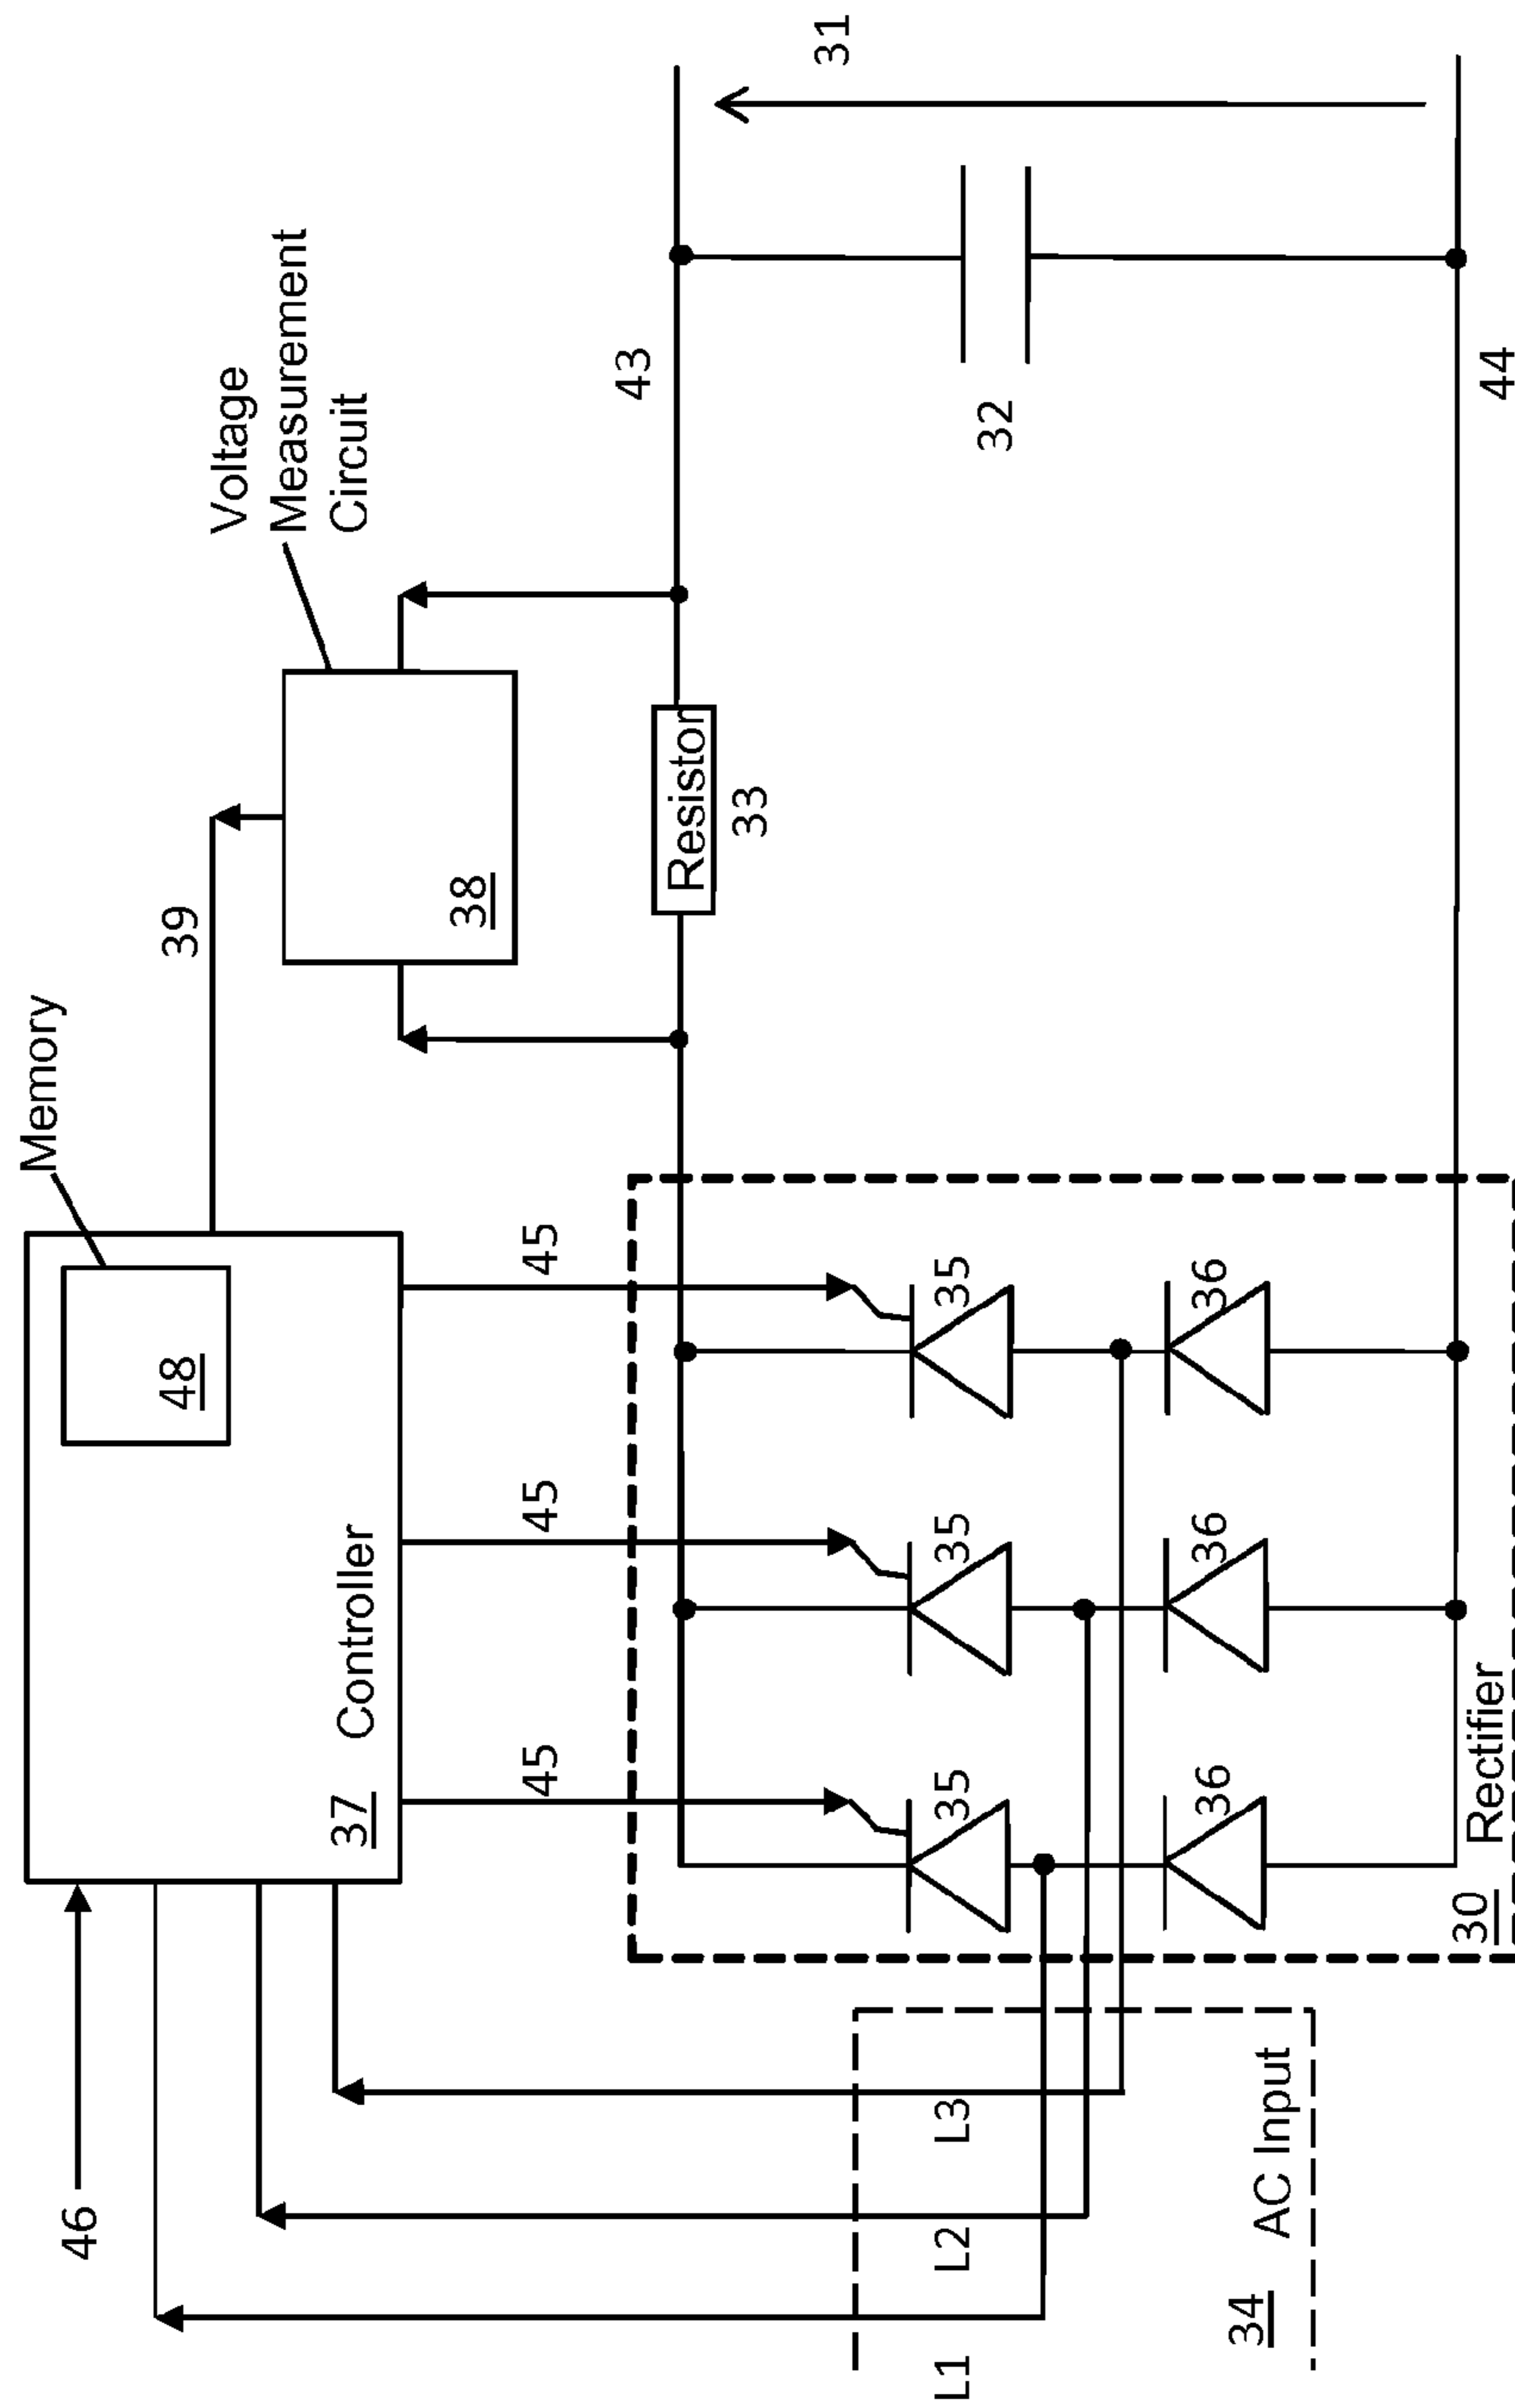 46
Memory
48
37 Controller
39
Voltage
Measurement
Circuit
38
45
45
45
43
31
Resistor
33
32
L1
L2
L3
35
35
35
36
36
36
34 AC Input
30 Rectifier
44